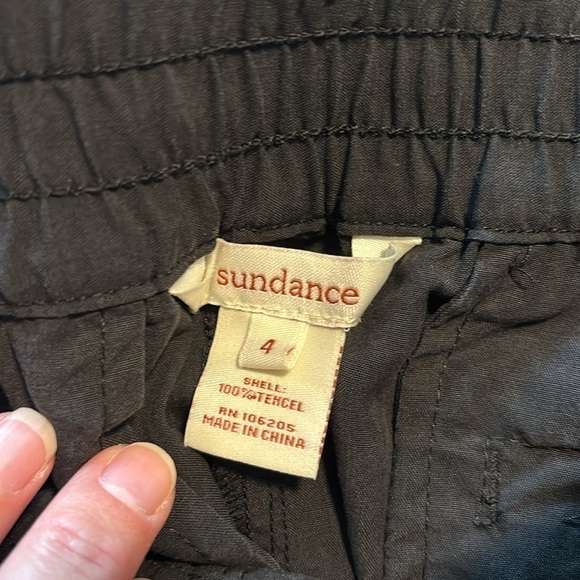 sundance
4
SHELL:
100%TENCEL
RN 106205
MADE IN CHINA